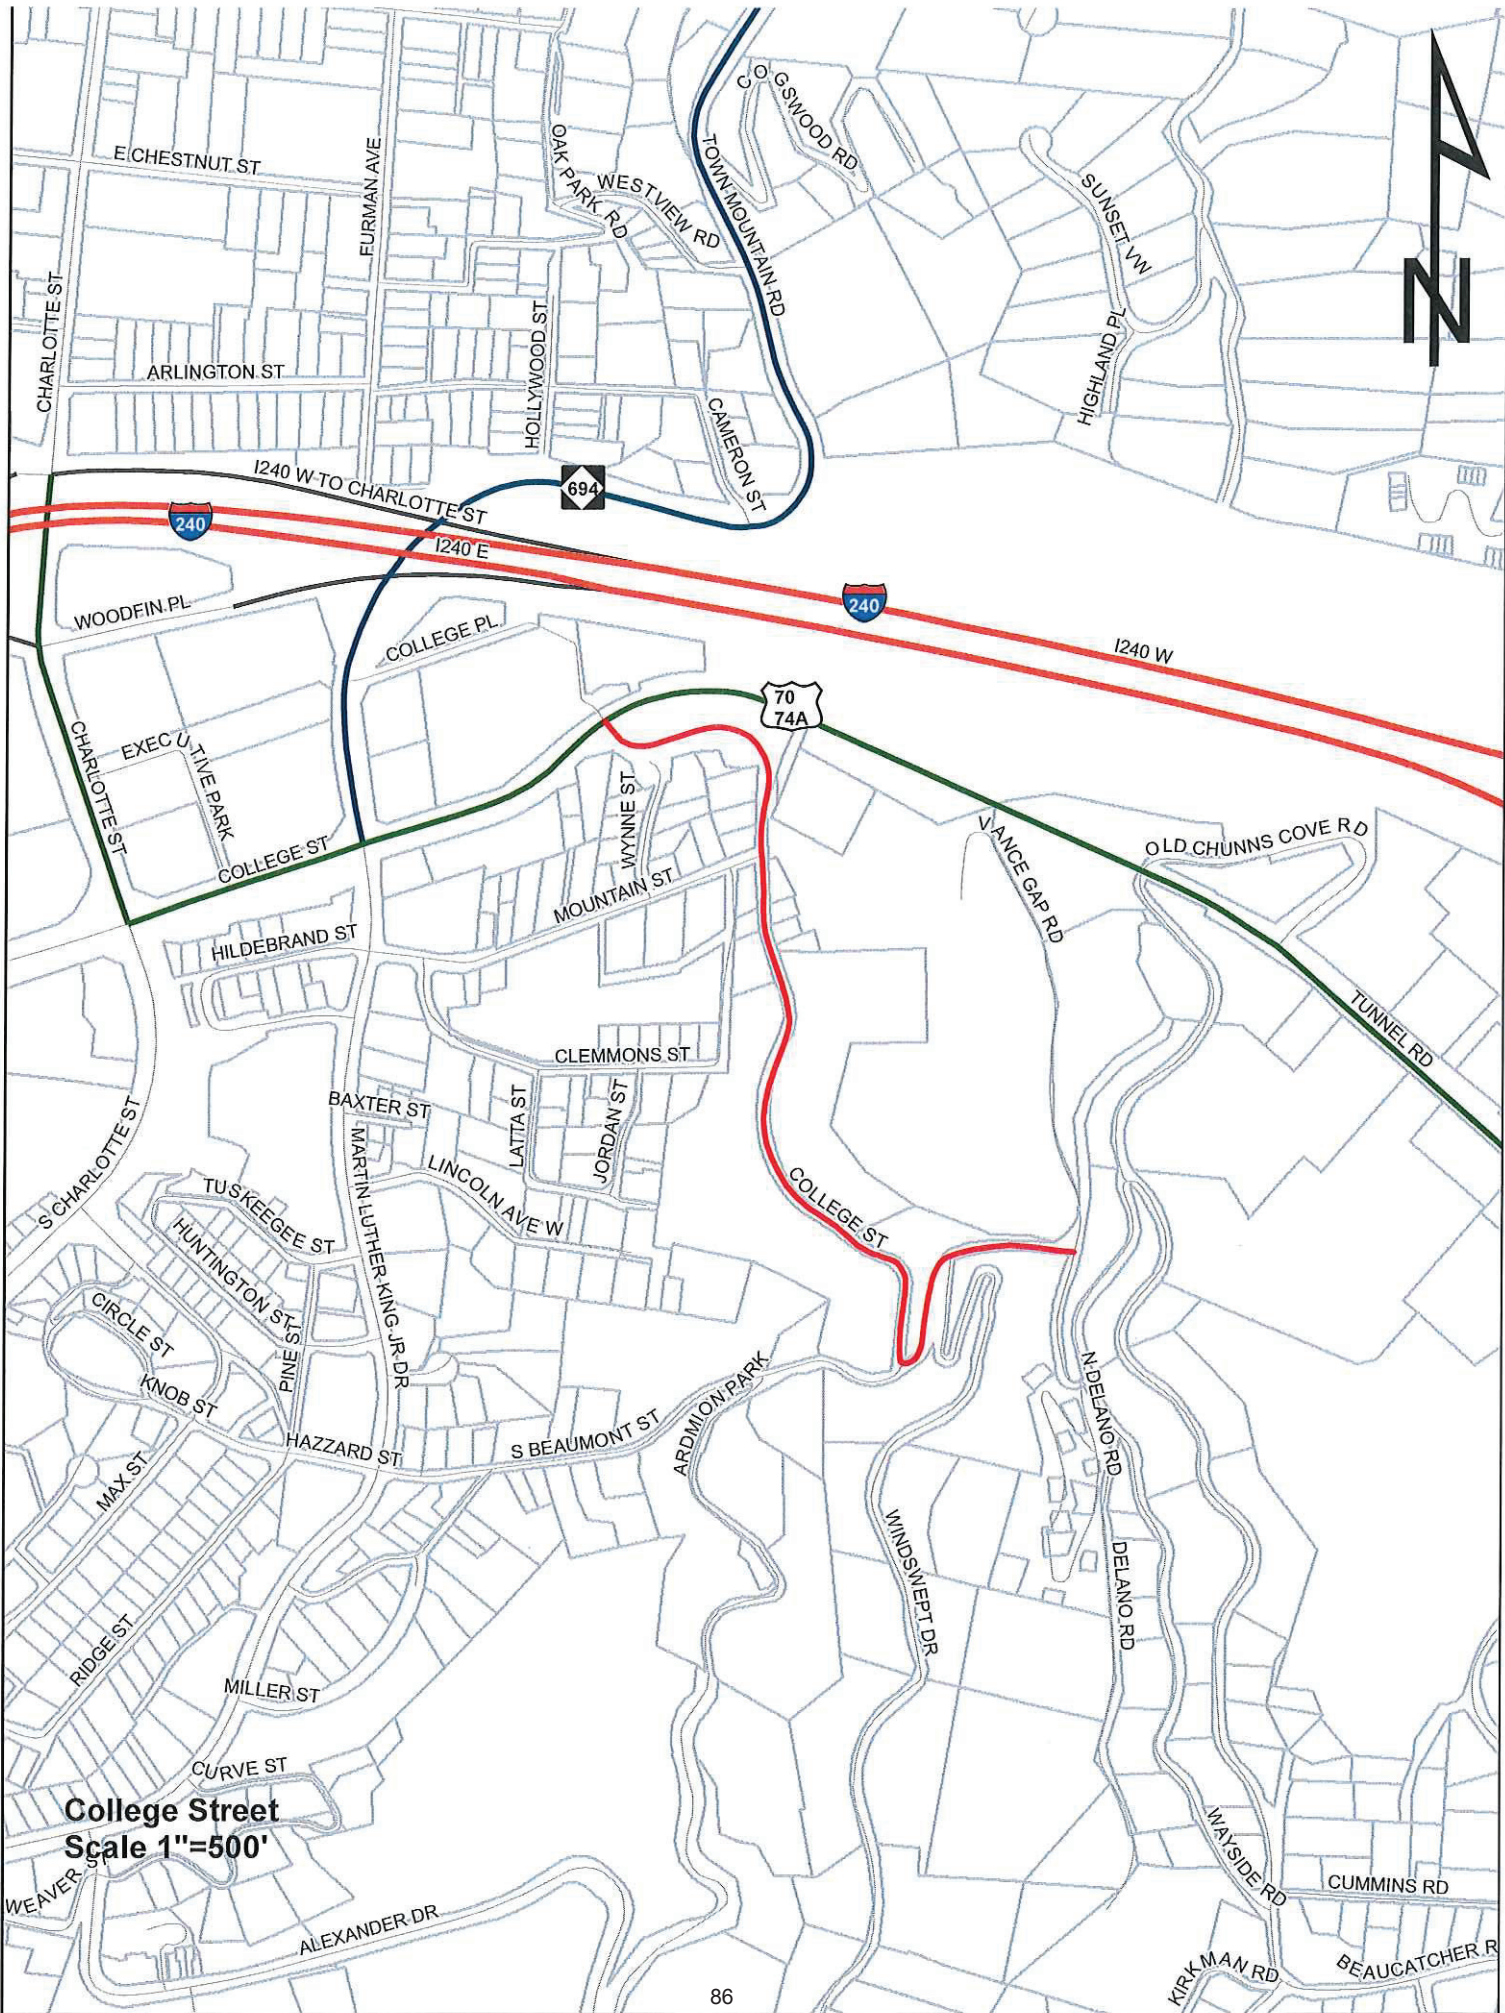 COGSWOOD RD
E CHESTNUT ST
FURMAN AVE
OAK PARK RD
WESTVIEW RD
TOWN MOUNTAIN RD
SUNSET VW
N
CHARLOTTE ST
HOLLYWOOD ST
HIGHLAND PL
ARLINGTON ST
CAMERON ST
I240 W TO CHARLOTTE ST
694
240
I240 E
240
WOODFIN PL
COLLEGE PL
I240 W
70
74A
CHARLOTTE ST
EXECUTIVE PARK
WYNNE ST
COLLEGE ST
VANCE GAP RD
OLD CHUNNS COVE RD
MOUNTAIN ST
HILDEBRAND ST
TUNNEL RD
CLEMMONS ST
BAXTER ST
LATTA ST
JORDAN ST
S CHARLOTTE ST
MARTIN LUTHER KING JR DR
LINCOLN AVE W
COLLEGE ST
TUSKEEGEE ST
HUNTINGTON ST
CIRCLE ST
PINE ST
KNOB ST
ARDMION PARK
N DELANO RD
HAZZARD ST
S BEAUMONT ST
MAX ST
WINDSWEPT DR
DELANO RD
RIDGE ST
MILLER ST
CURVE ST
College Street
Scale 1"=500'
WAYSIDE RD
WEAVER ST
CUMMINS RD
ALEXANDER DR
KIRKMAN RD
BEAUCATCHER R
86